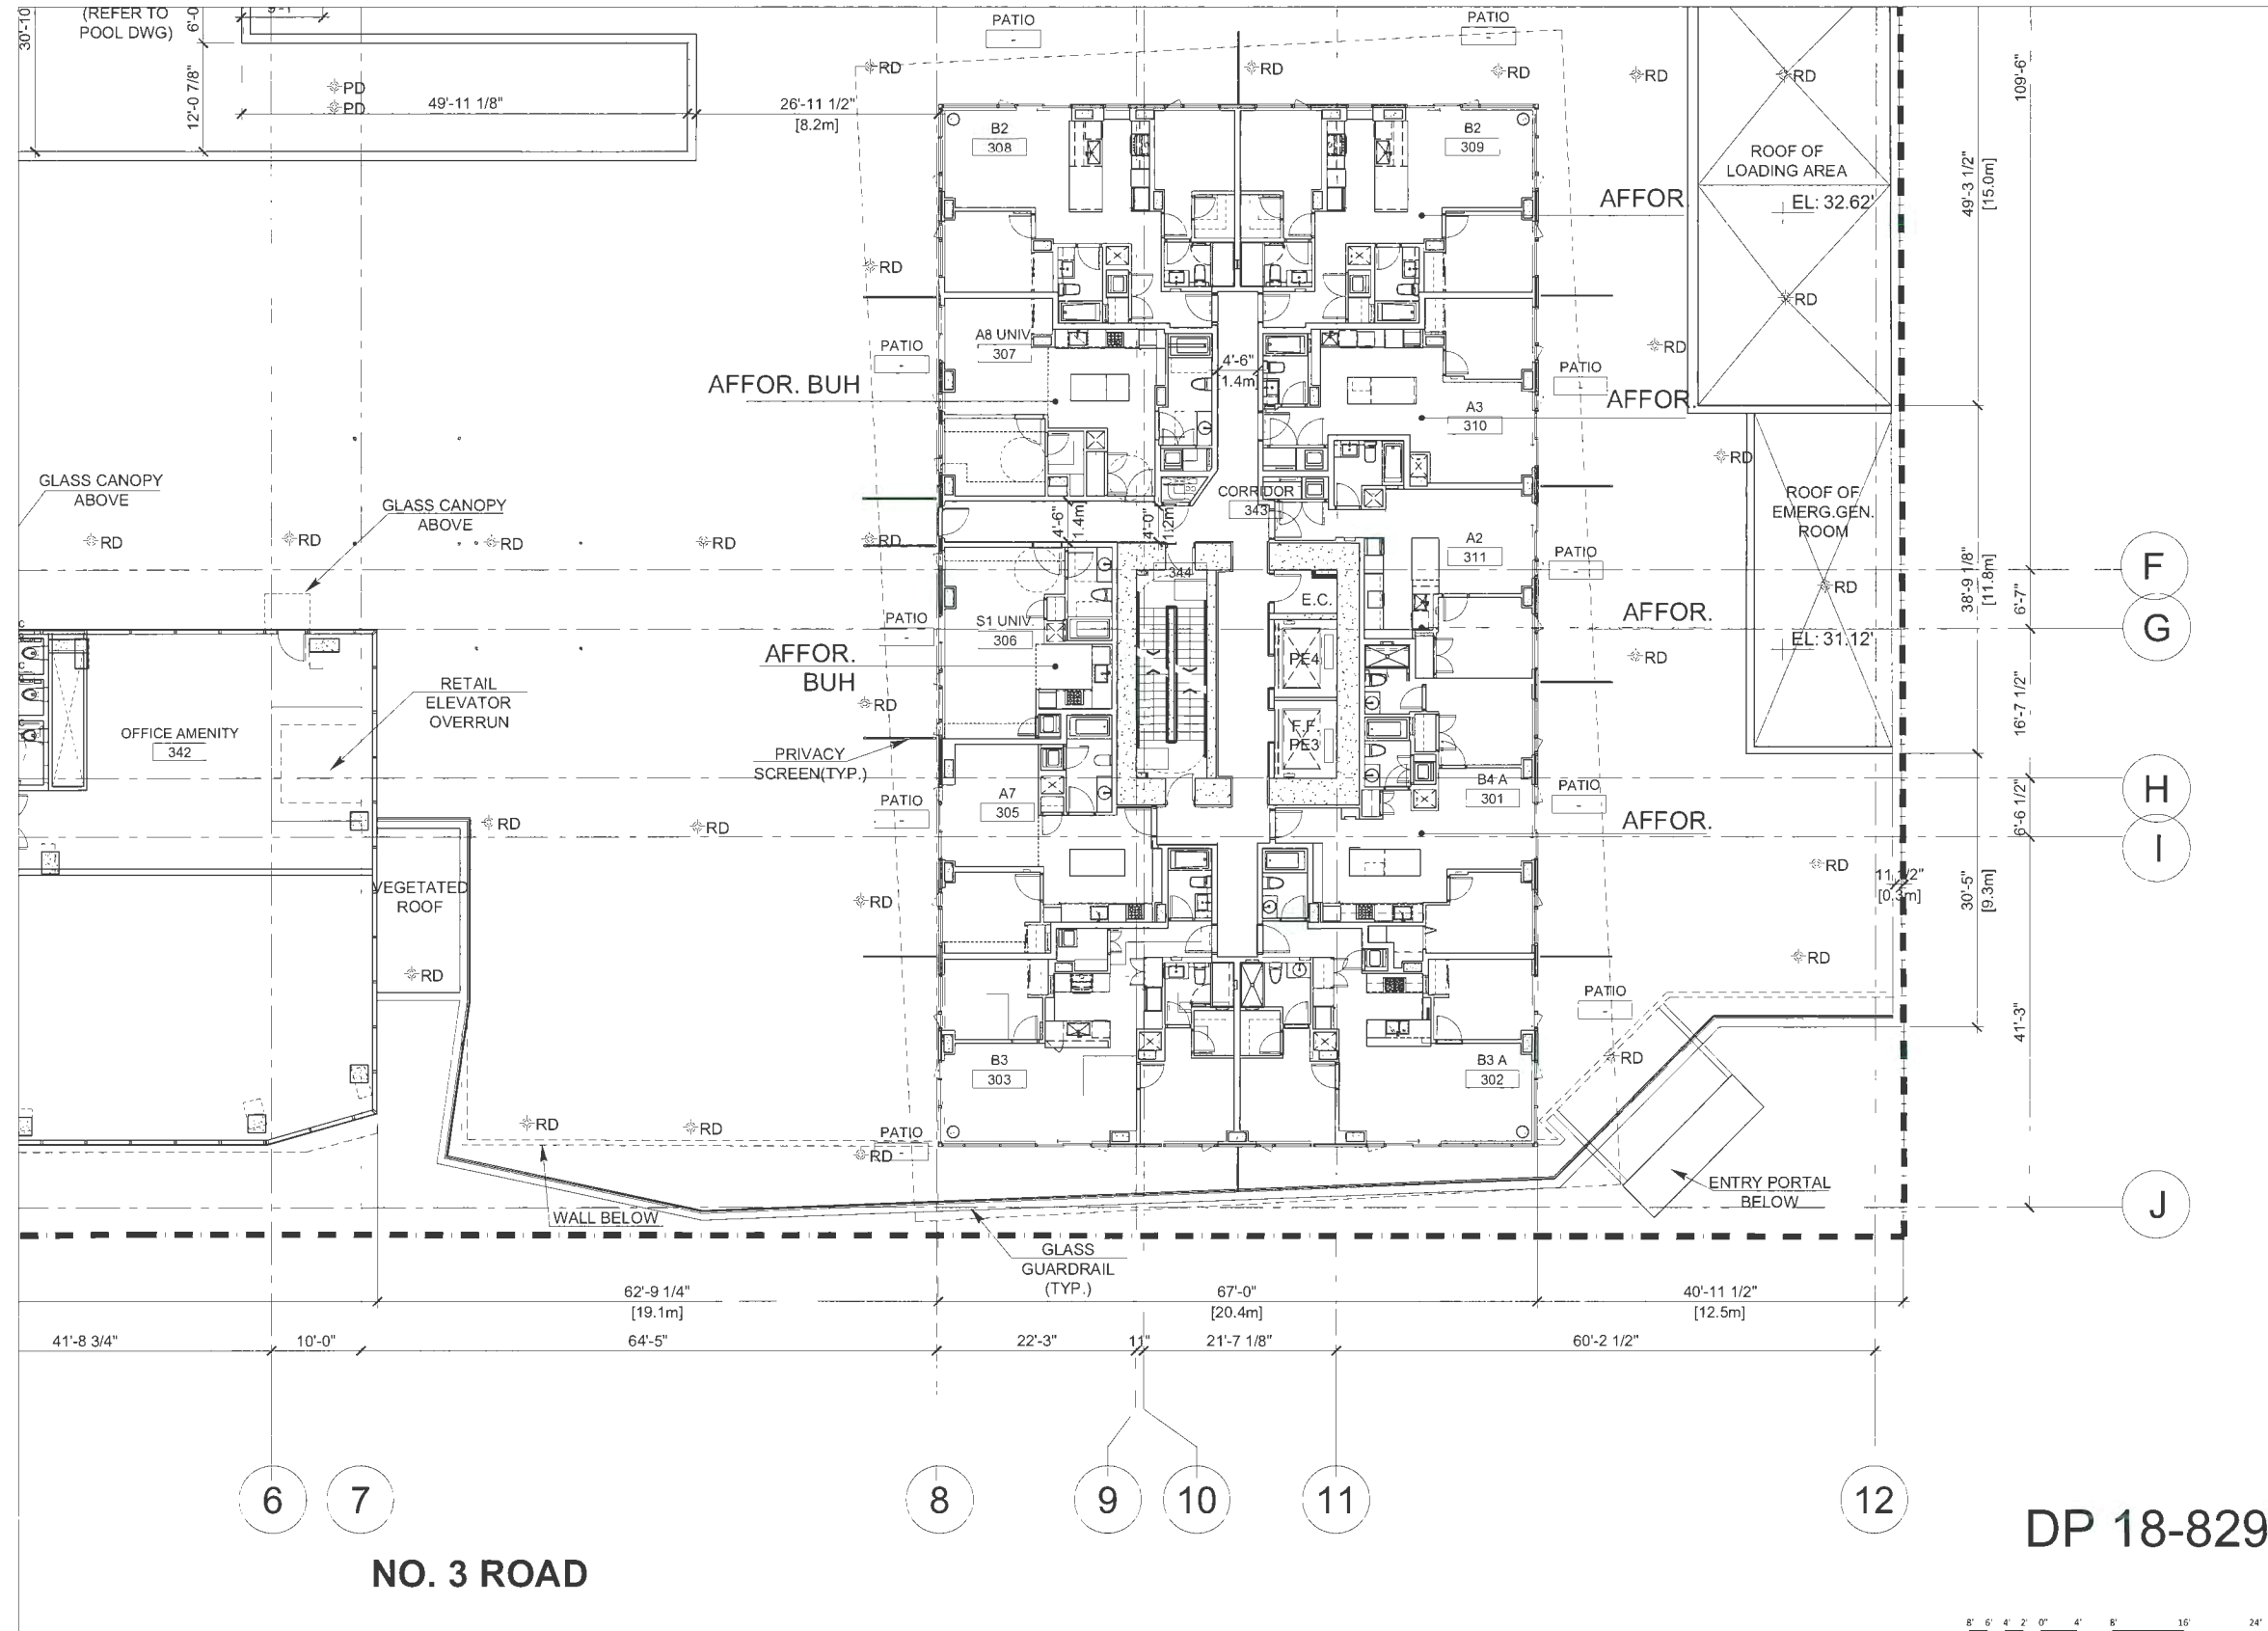 (REFER TO
POOL DWG)
30'-10
6'-0
12'-0 7/8"
PD
PD
49'-11 1/8"
26'-11 1/2"
[8.2m]
PATIO
-
PATIO
-
RD
RD
RD
RD
RD
109'-6"
B2
308
B2
309
ROOF OF
LOADING AREA
EL: 32.62'
49'-3 1/2"
[15.0m]
AFFOR.
RD
RD
A8 UNIV.
307
PATIO
-
4'-6"
1.4m
RD
PATIO
-
AFFOR. BUH
AFFOR.
A3
310
RD
GLASS CANOPY
ABOVE
GLASS CANOPY
ABOVE
CORRIDOR
343
ROOF OF
EMERG.GEN.
ROOM
RD
RD
RD
RD
RD
4'-6"
1.4m
4'-0"
1.2m
A2
311
PATIO
-
344
E.C.
RD
38'-9 1/8"
[11.8m]
6'-7"
F
G
PATIO
-
S1 UNIV.
306
AFFOR.
EL: 31.12'
AFFOR.
BUH
PE4
RD
RETAIL
ELEVATOR
OVERRUN
RD
16'-7 1/2"
OFFICE AMENITY
342
F.F.
PE3
PRIVACY
SCREEN(TYP.)
PATIO
-
A7
305
B4 A
301
PATIO
-
H
6'-6 1/2"
AFFOR.
RD
RD
I
VEGETATED
ROOF
RD
RD
11 1/2"
[0.3m]
30'-5"
[9.3m]
RD
RD
PATIO
-
41'-3"
RD
B3
303
B3 A
302
RD
RD
PATIO
-
RD
WALL BELOW
ENTRY PORTAL
BELOW
J
GLASS
GUARDRAIL
(TYP.)
62'-9 1/4"
[19.1m]
67'-0"
[20.4m]
40'-11 1/2"
[12.5m]
41'-8 3/4"
10'-0"
64'-5"
22'-3"
11"
21'-7 1/8"
60'-2 1/2"
6
7
8
9
10
11
12
DP 18-829
NO. 3 ROAD
8' 6' 4' 2' 0" 4' 8' 16' 24'